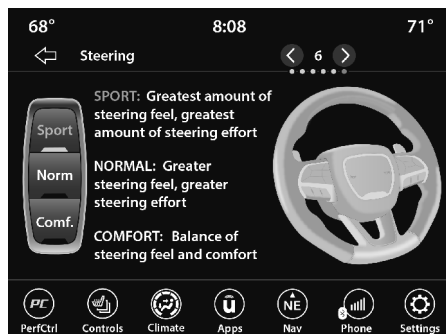 68°
8:08
71°
Steering
6
Sport
Norm
Comf.
SPORT: Greatest amount of
steering feel, greatest
amount of steering effort
NORMAL: Greater
steering feel, greater
steering effort
COMFORT: Balance of
steering feel and comfort
PC
ū
NE
PerfCtrl
Controls
Climate
Apps
Nav
Phone
Settings